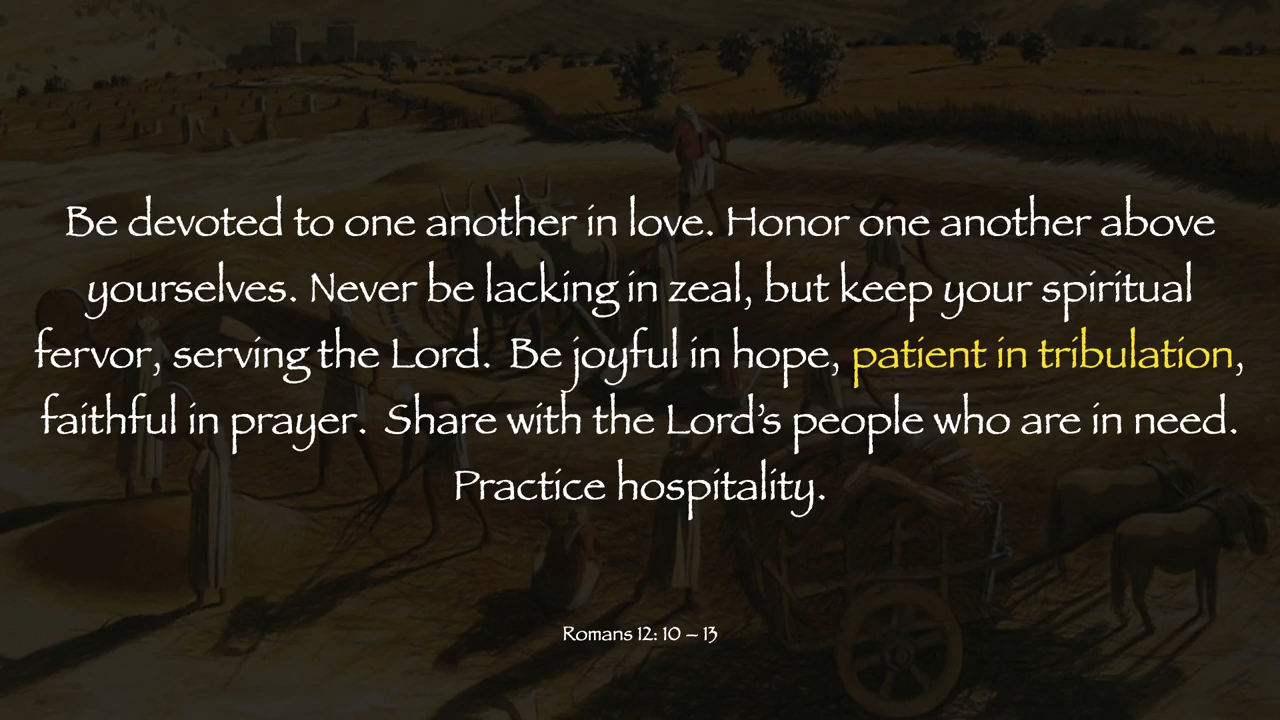 Be devoted to one another in love. Honor one another above
yourselves. Never be lacking in zeal, but keep your spiritual
fervor, serving the Lord.  Be joyful in hope, patient in tribulation,
faithful in prayer.  Share with the Lord’s people who are in need.
Practice hospitality.
Romans 12: 10 – 13